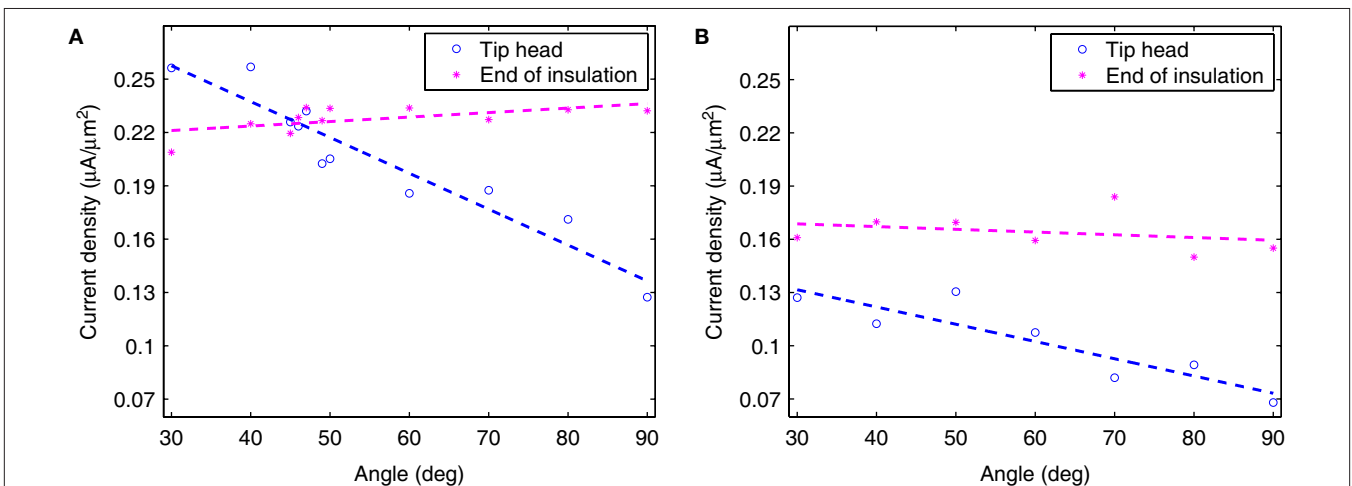 A
Tip head
End of insulation
0.25
0.22
0.19
0.16
0.13
0.1
0.07
Current density (μA/μm²)
30 40 50 60 70 80 90
Angle (deg)
B
Tip head
End of insulation
0.25
0.22
0.19
0.16
0.13
0.1
0.07
Current density (μA/μm²)
30 40 50 60 70 80 90
Angle (deg)